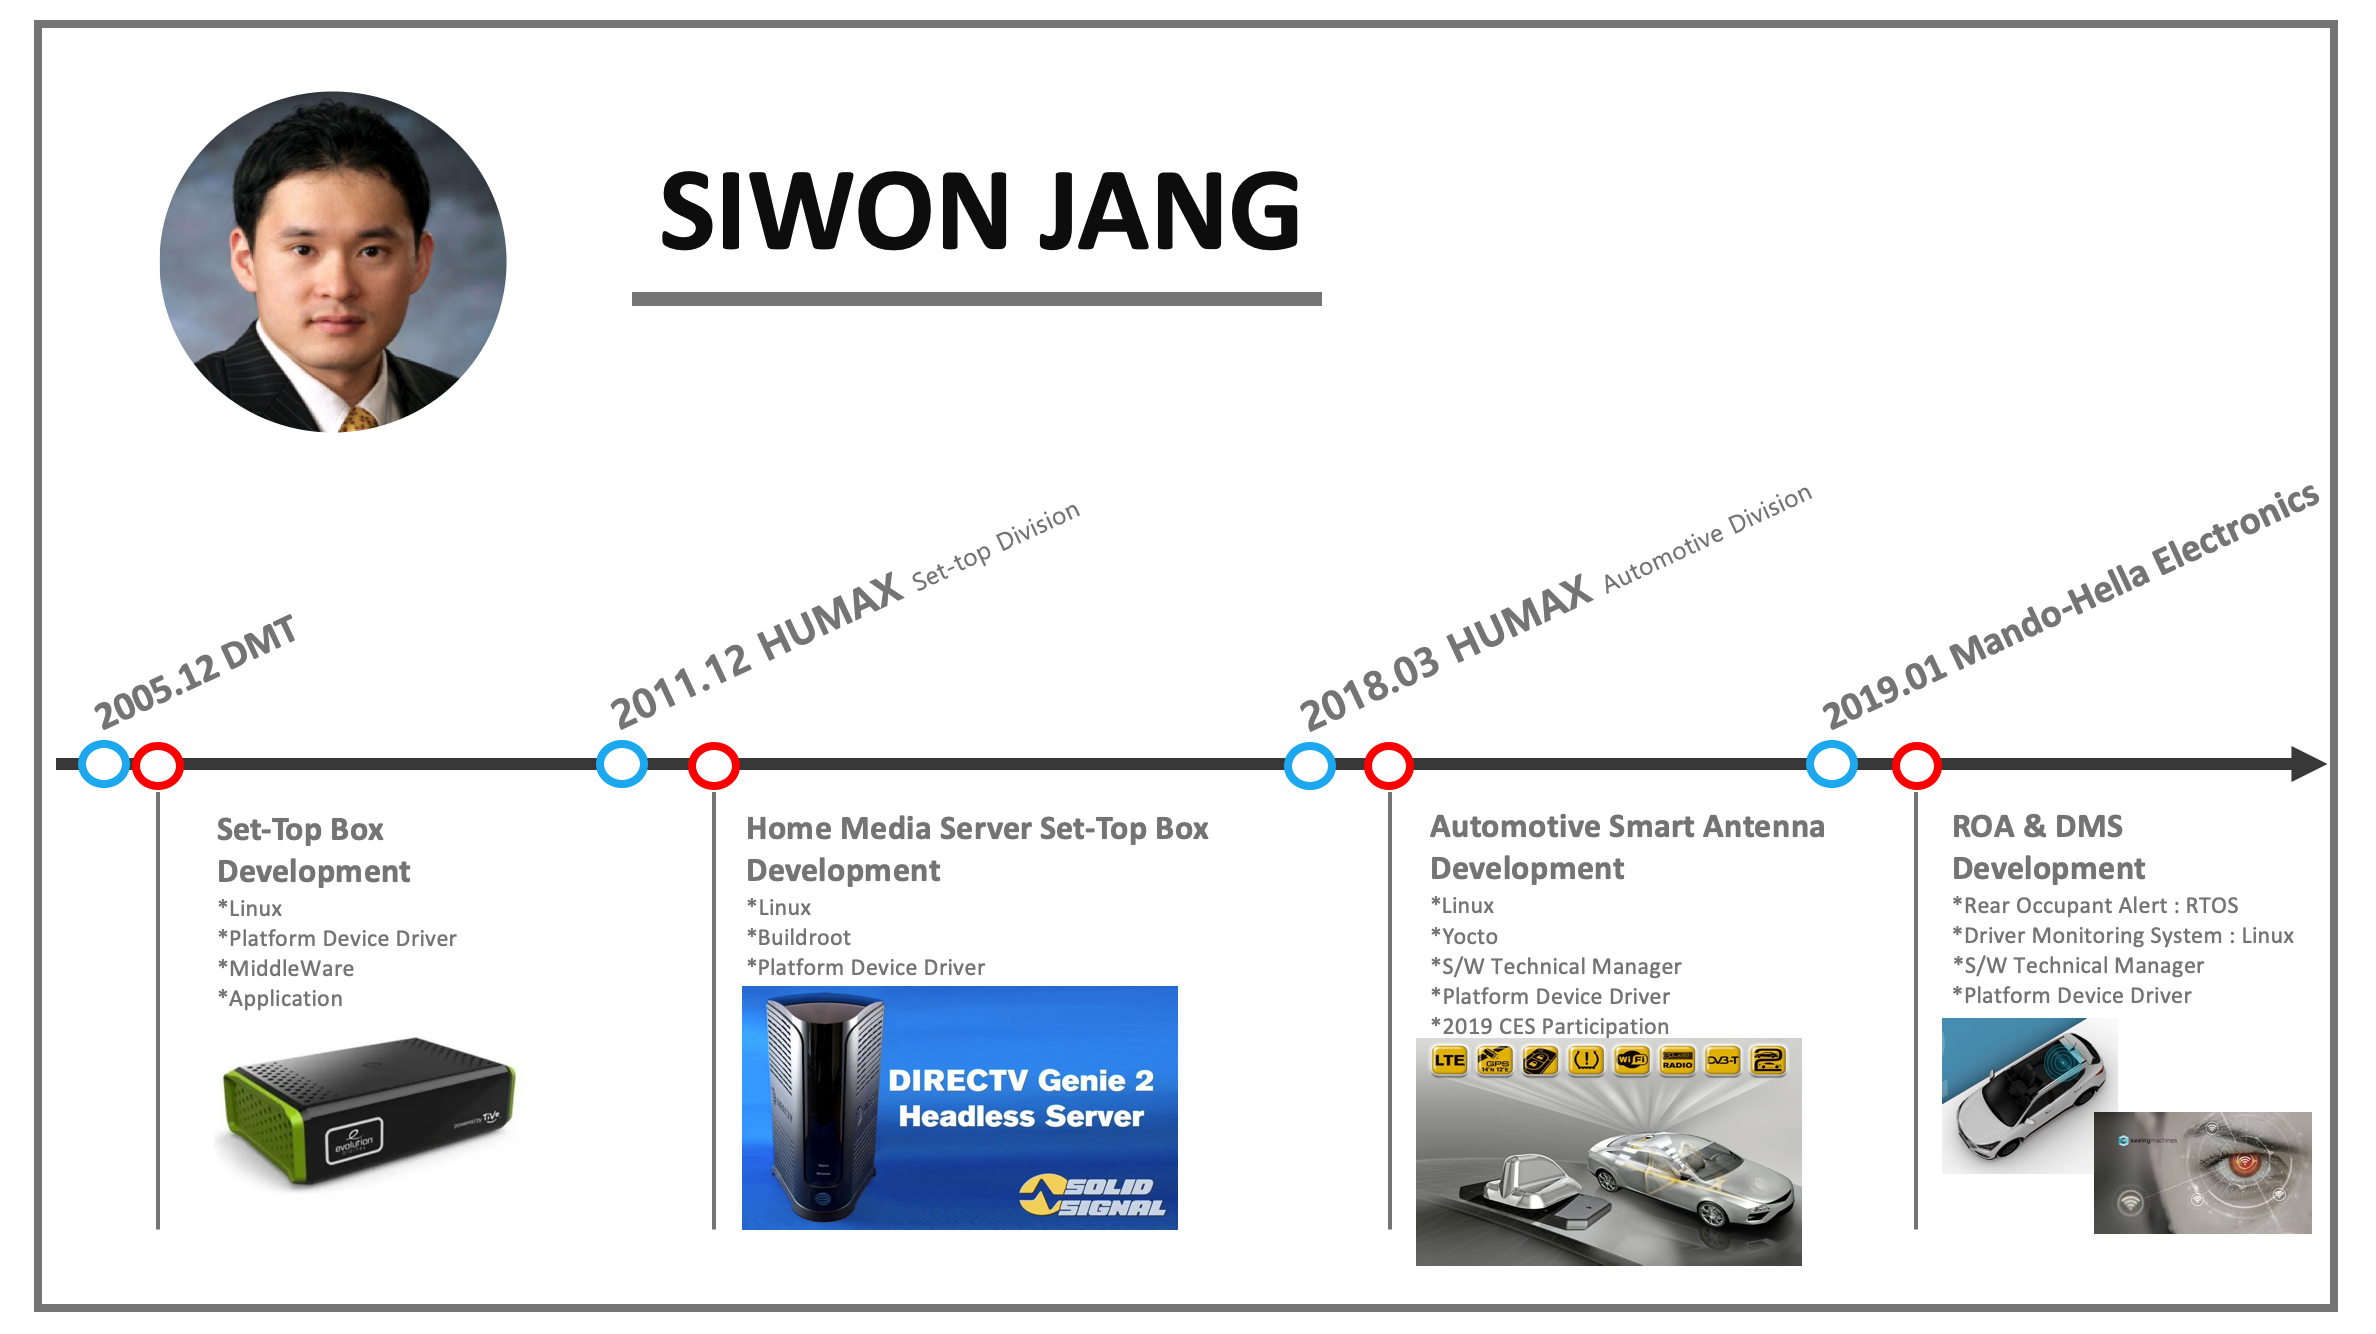 SIWON JANG
2005.12 DMT
2011.12 HUMAX Set-top Division
2018.03 HUMAX Automotive Division
2019.01 Mando-Hella Electronics
Set-Top Box
Development
*Linux
*Platform Device Driver
*MiddleWare
*Application
evolution
DIGITAL
powered by TiVo
Home Media Server Set-Top Box
Development
*Linux
*Buildroot
*Platform Device Driver
DIRECTV Genie 2
Headless Server
SOLID
SIGNAL
Automotive Smart Antenna
Development
*Linux
*Yocto
*S/W Technical Manager
*Platform Device Driver
*2019 CES Participation
LTE
GPS
14°N 12°E
WiFi
RADIO
DVB-T
ROA & DMS
Development
*Rear Occupant Alert : RTOS
*Driver Monitoring System : Linux
*S/W Technical Manager
*Platform Device Driver
seeingmachines